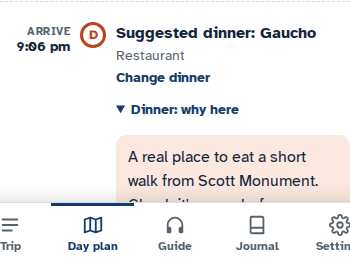 ARRIVE
9:06 pm
D
Suggested dinner: Gaucho
Restaurant
Change dinner
▼ Dinner: why here
A real place to eat a short
walk from Scott Monument.
Trip
Day plan
Guide
Journal